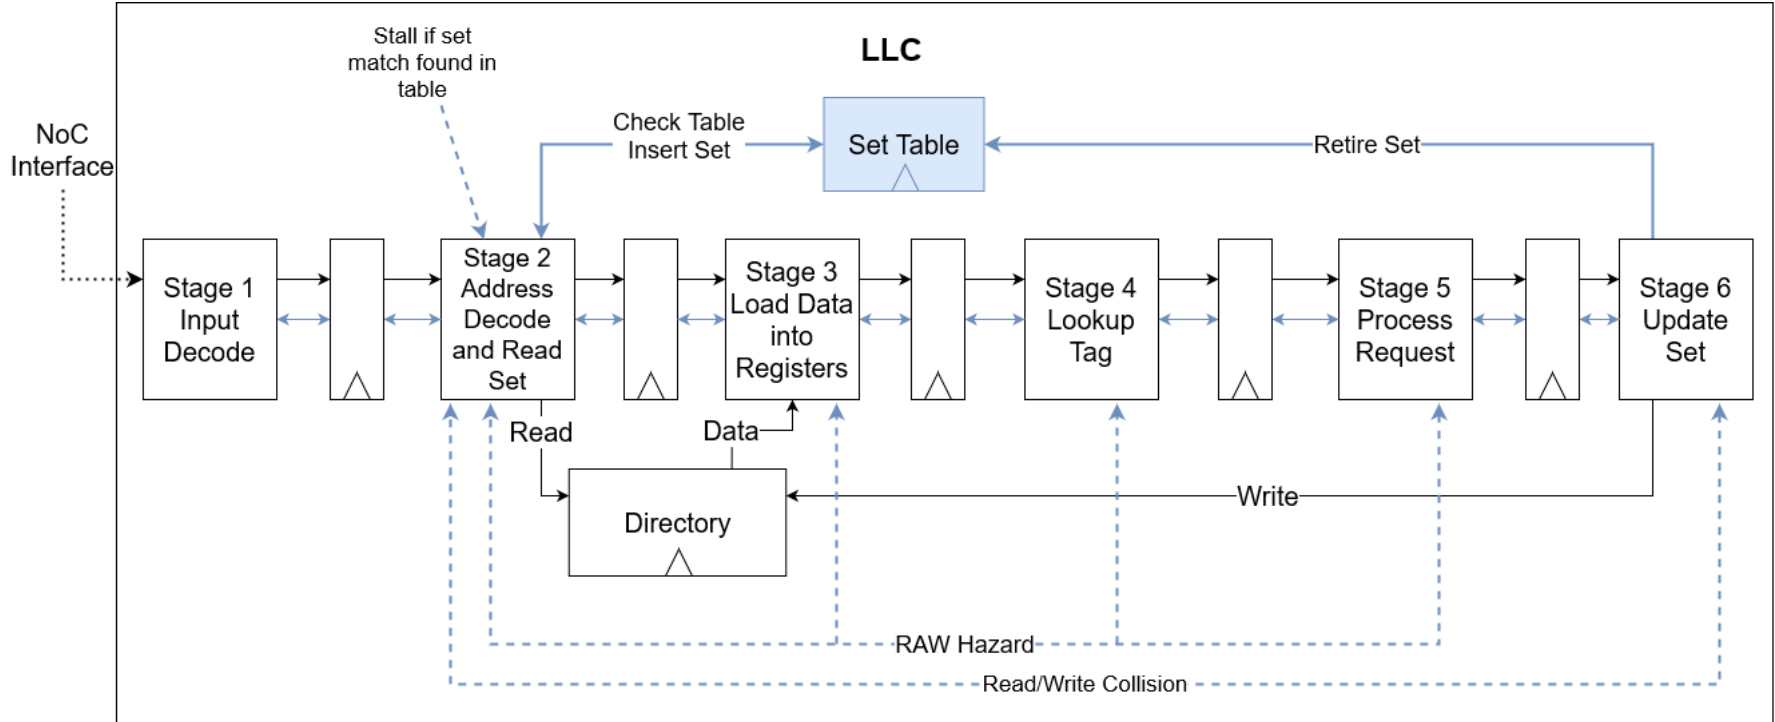 LLC
Stall if set
match found in
table
NoC
Interface
Check Table
Insert Set
Set Table
Retire Set
Stage 1
Input
Decode
Stage 2
Address
Decode
and Read
Set
Stage 3
Load Data
into
Registers
Stage 4
Lookup
Tag
Stage 5
Process
Request
Stage 6
Update
Set
Read
Data
Directory
Write
RAW Hazard
Read/Write Collision